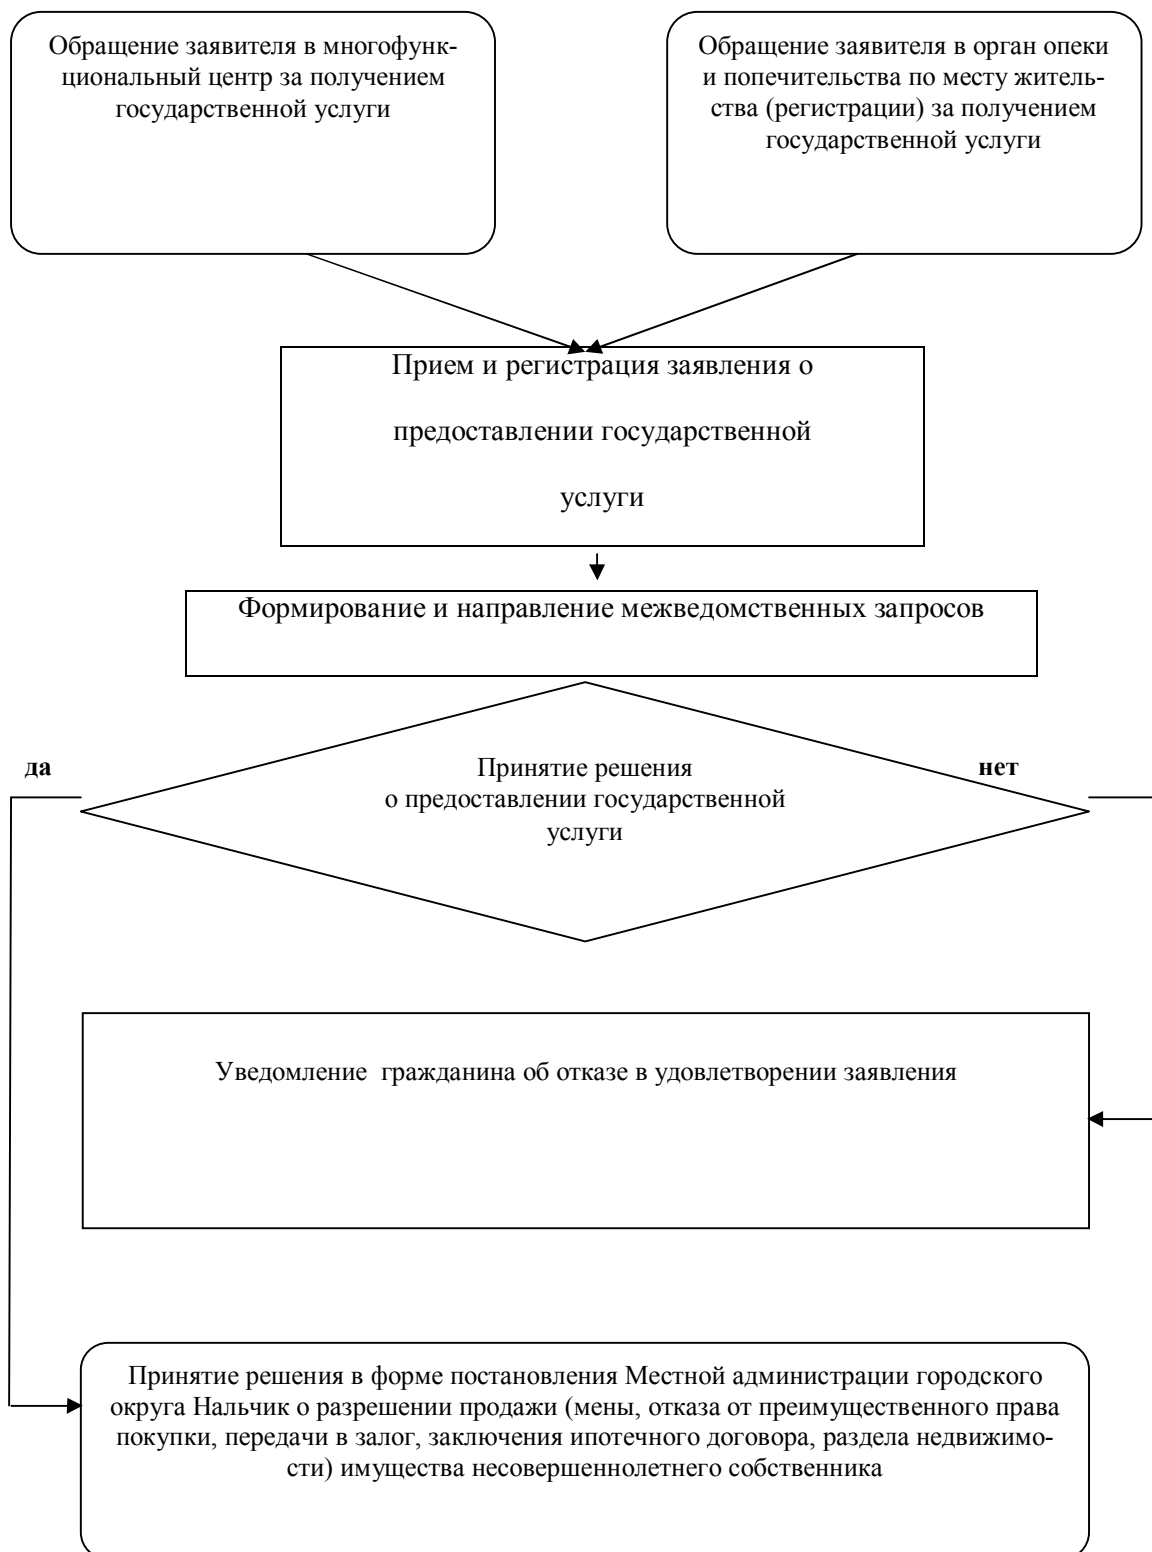 Обращение заявителя в многофунк-
циональный центр за получением
государственной услуги
Обращение заявителя в орган опеки
и попечительства по месту житель-
ства (регистрации) за получением
государственной услуги
Прием и регистрация заявления о
предоставлении государственной
услуги
Формирование и направление межведомственных запросов
да
Принятие решения
о предоставлении государственной
услуги
нет
Уведомление  гражданина об отказе в удовлетворении заявления
Принятие решения в форме постановления Местной администрации городского
округа Нальчик о разрешении продажи (мены, отказа от преимущественного права
покупки, передачи в залог, заключения ипотечного договора, раздела недвижимо-
сти) имущества несовершеннолетнего собственника